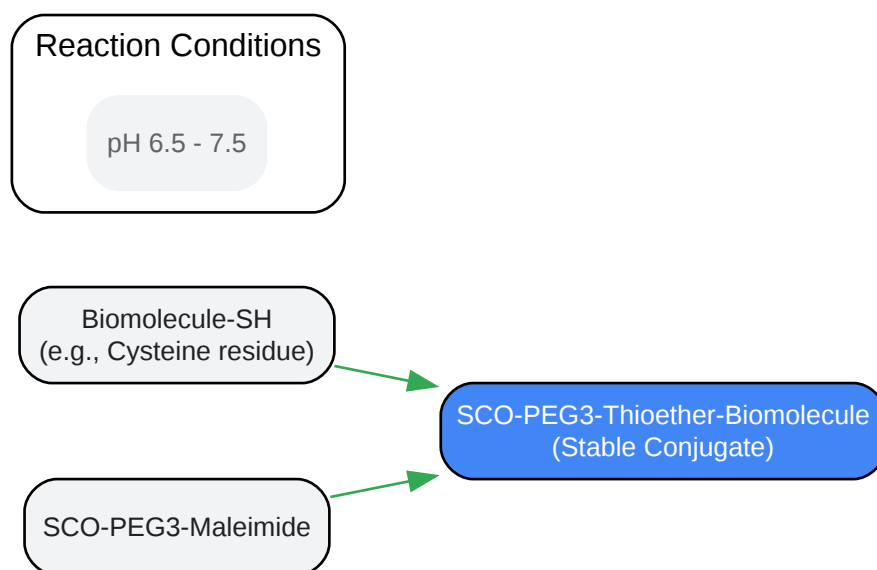 Reaction Conditions
pH 6.5 - 7.5
Biomolecule-SH
(e.g., Cysteine residue)
SCO-PEG3-Thioether-Biomolecule
(Stable Conjugate)
SCO-PEG3-Maleimide